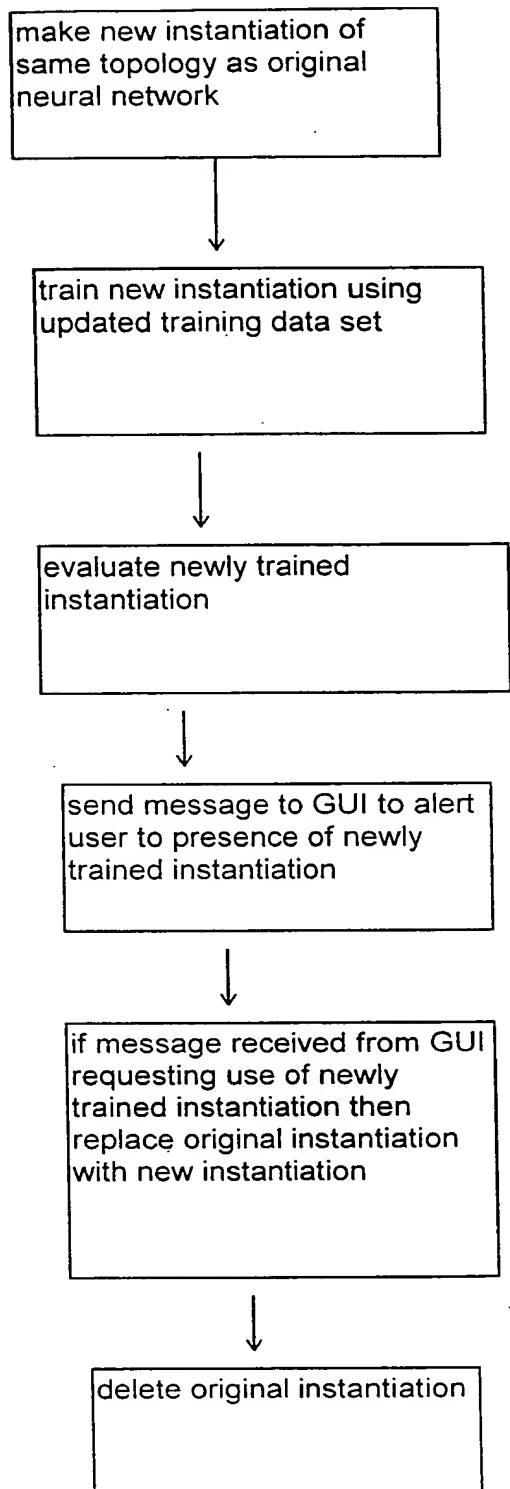 make new instantiation of
same topology as original
neural network
train new instantiation using
updated training data set
evaluate newly trained
instantiation
send message to GUI to alert
user to presence of newly
trained instantiation
if message received from GUI
requesting use of newly
trained instantiation then
replace original instantiation
with new instantiation
delete original instantiation